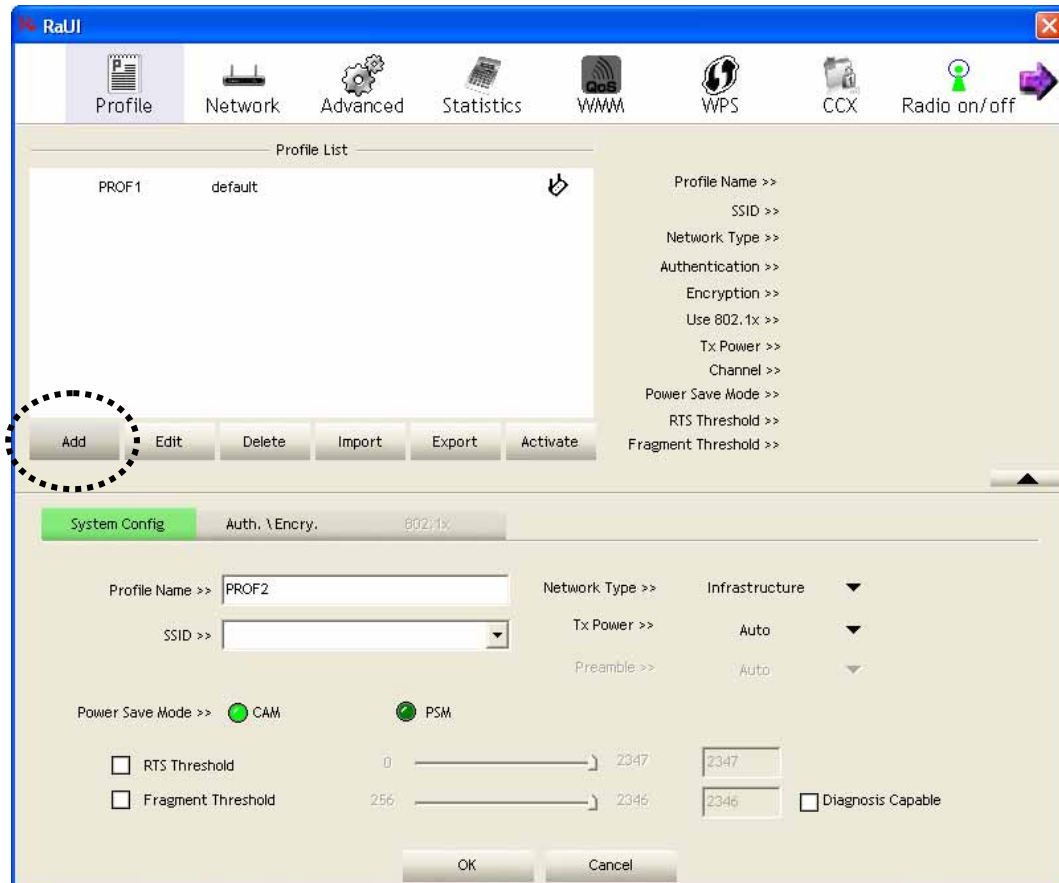 RaUI
Profile Network Advanced Statistics QoS WMM WPS CCX Radio on/off
Profile List
PROF1 default
Profile Name >>
SSID >>
Network Type >>
Authentication >>
Encryption >>
Use 802.1x >>
Tx Power >>
Channel >>
Power Save Mode >>
RTS Threshold >>
Fragment Threshold >>
Add Edit Delete Import Export Activate
System Config Auth. \ Encry. 802.1x
Profile Name >> PROF2 Network Type >> Infrastructure
SSID >> Tx Power >> Auto
Preamble >> Auto
Power Save Mode >> CAM PSM
RTS Threshold 0 2347 2347
Fragment Threshold 256 2346 2346 Diagnosis Capable
OK Cancel